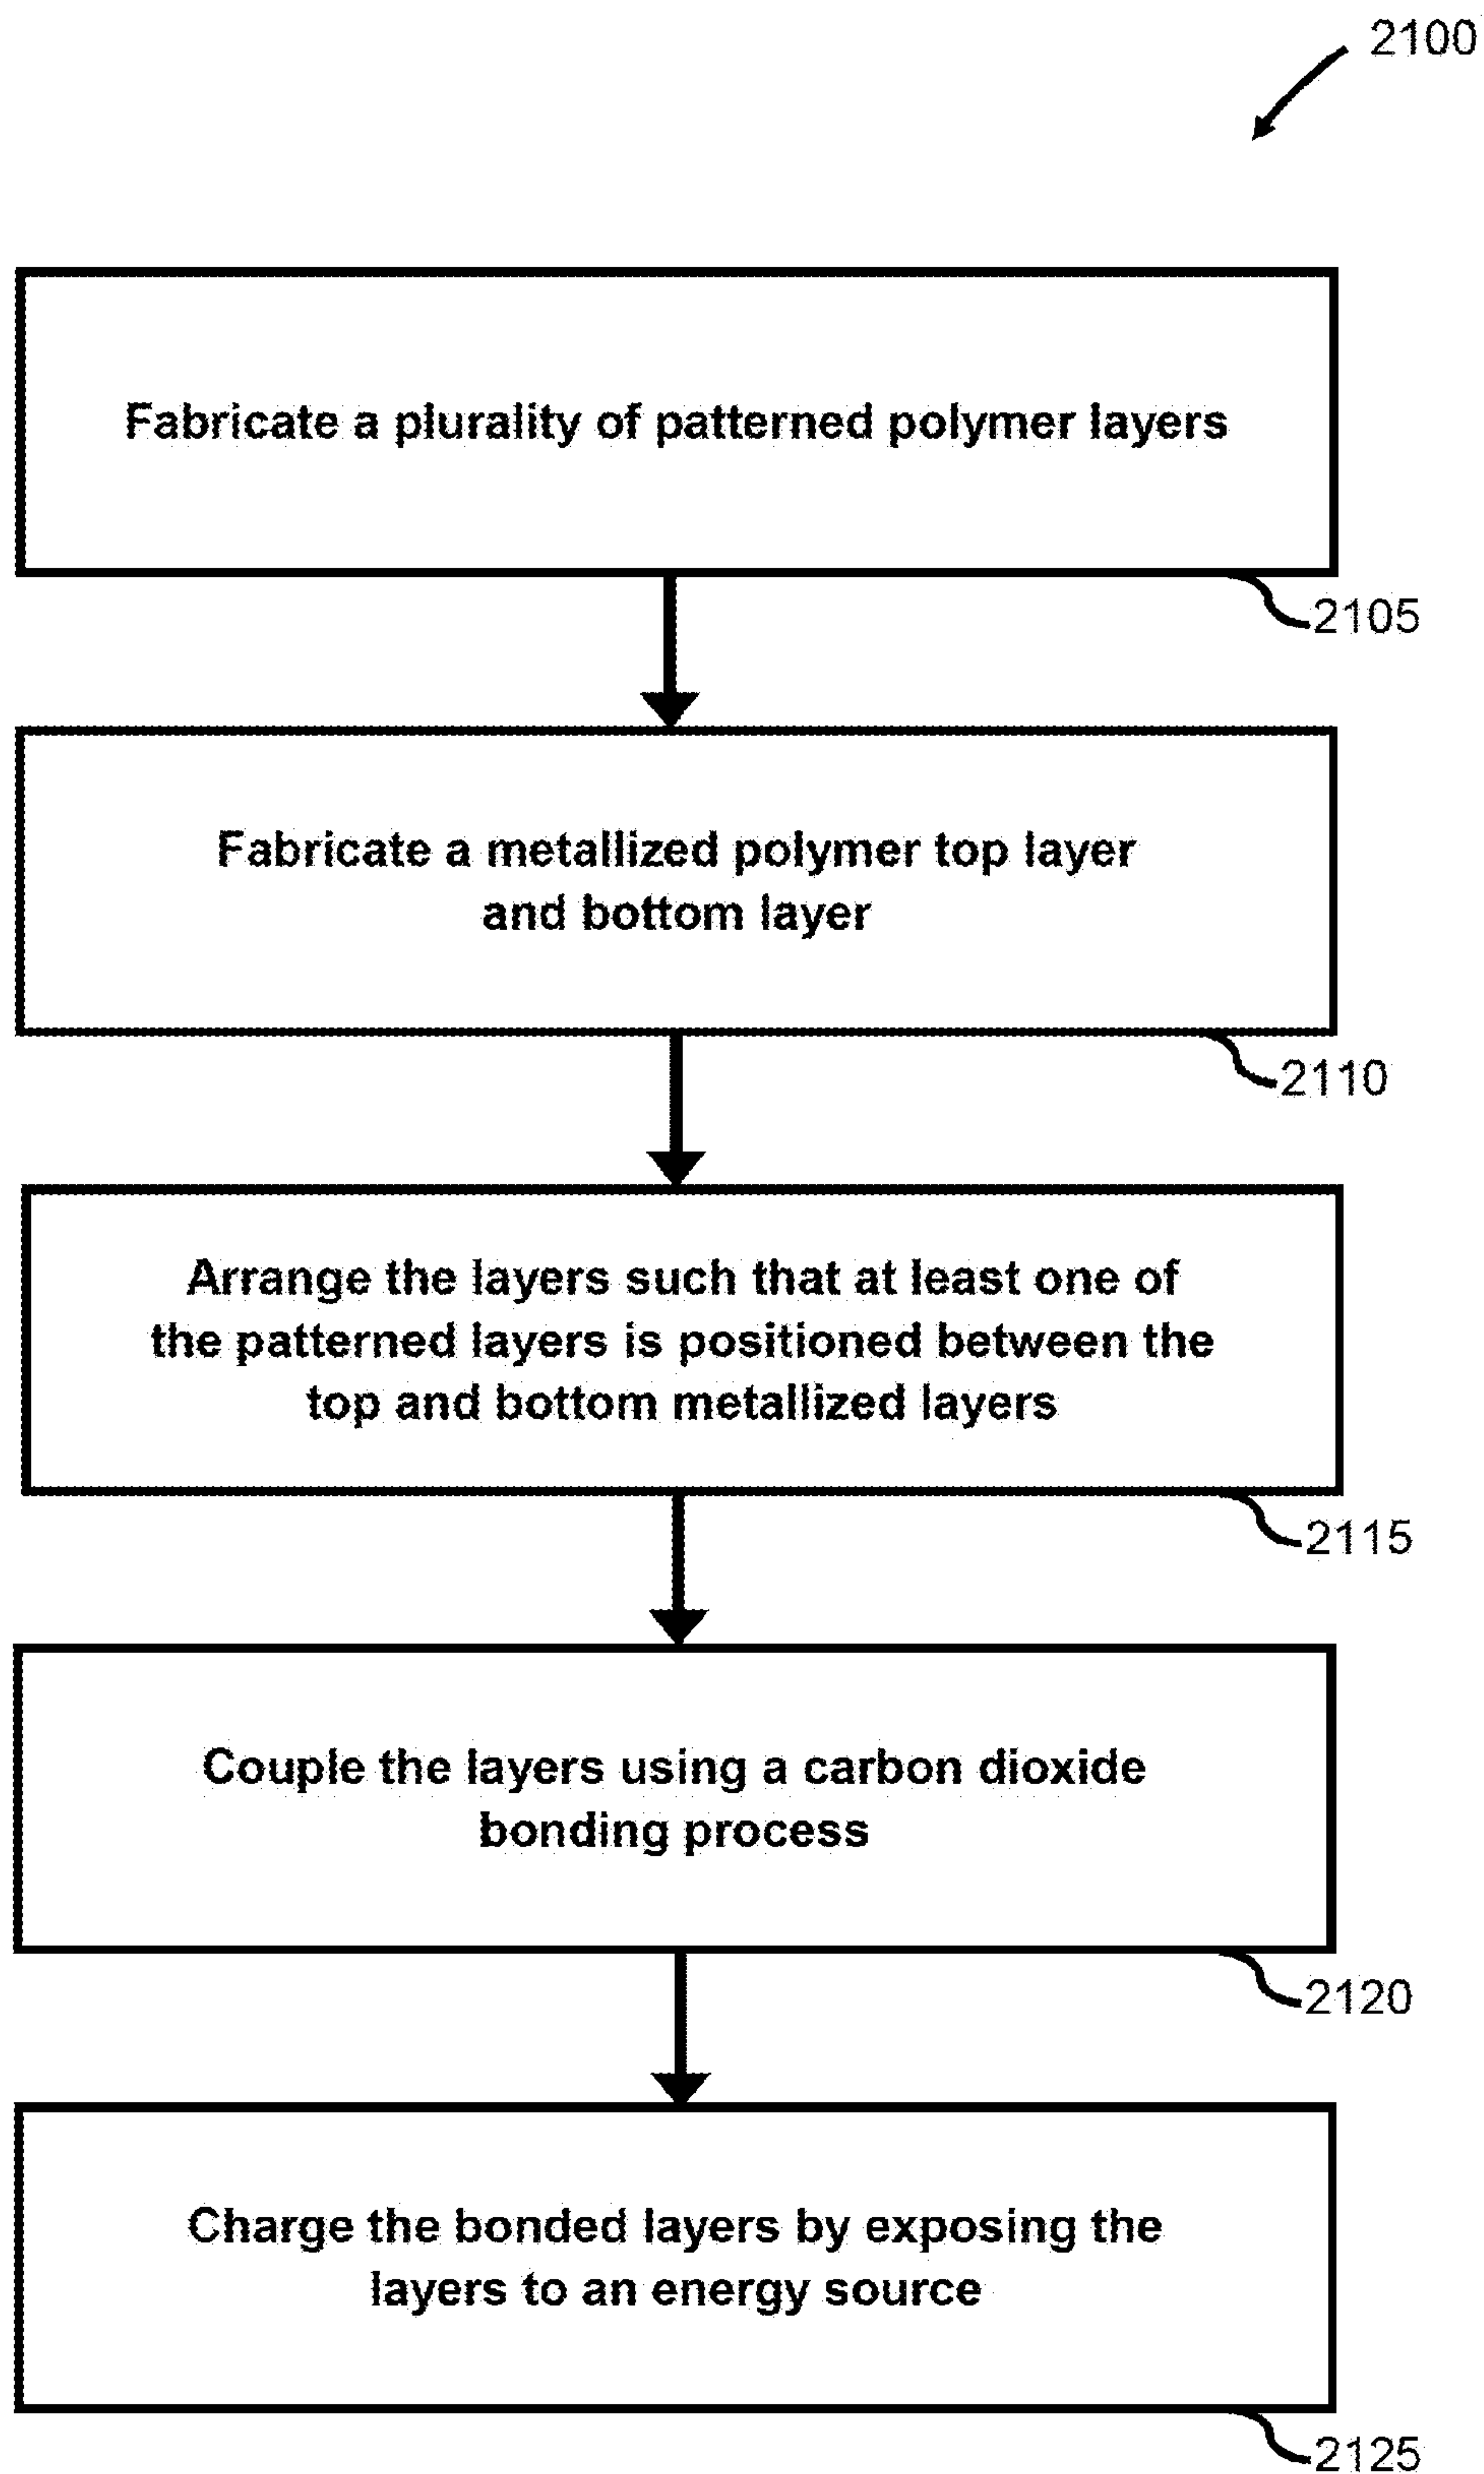 2100
Fabricate a plurality of patterned polymer layers
2105
Fabricate a metallized polymer top layer
and bottom layer
2110
Arrange the layers such that at least one of
the patterned layers is positioned between the
top and bottom metallized layers
2115
Couple the layers using a carbon dioxide
bonding process
2120
Charge the bonded layers by exposing the
layers to an energy source
2125